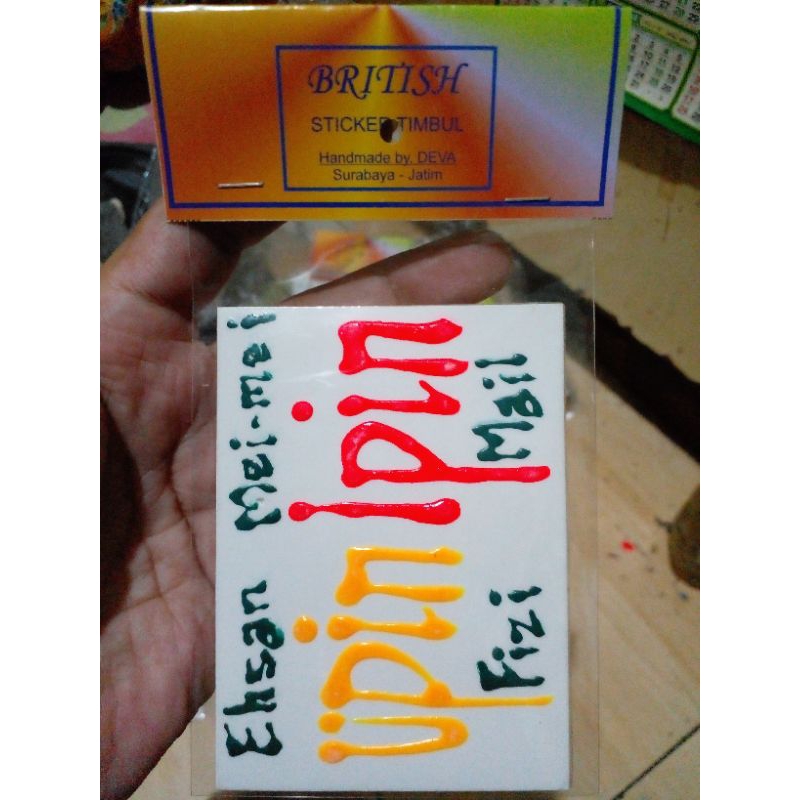 BRITISH
STICKER TIMBUL
Handmade by. DEVA
Surabaya - Jatim
Ehsan Mei-mei
upin Ipin
Fizi Mail